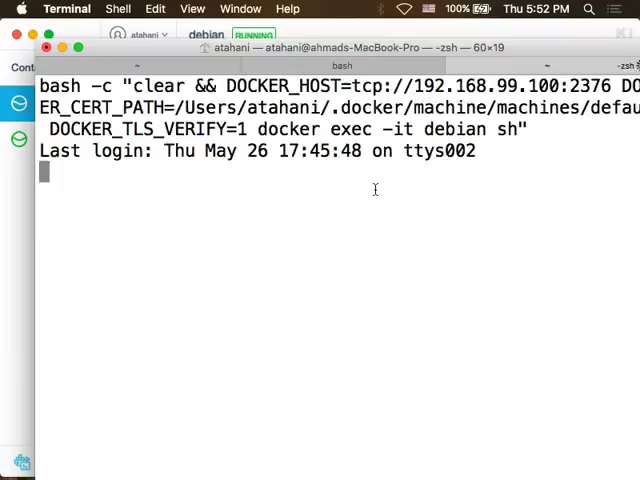 Terminal Shell Edit View Window Help 100% Thu 5:52 PM
atahani debian RUNNING
atahani — atahani@ahmads-MacBook-Pro — -zsh — 60×19
Cont
~ bash ~ -zsh
bash -c "clear && DOCKER_HOST=tcp://192.168.99.100:2376 DO
ER_CERT_PATH=/Users/atahani/.docker/machine/machines/defau
DOCKER_TLS_VERIFY=1 docker exec -it debian sh"
Last login: Thu May 26 17:45:48 on ttys002